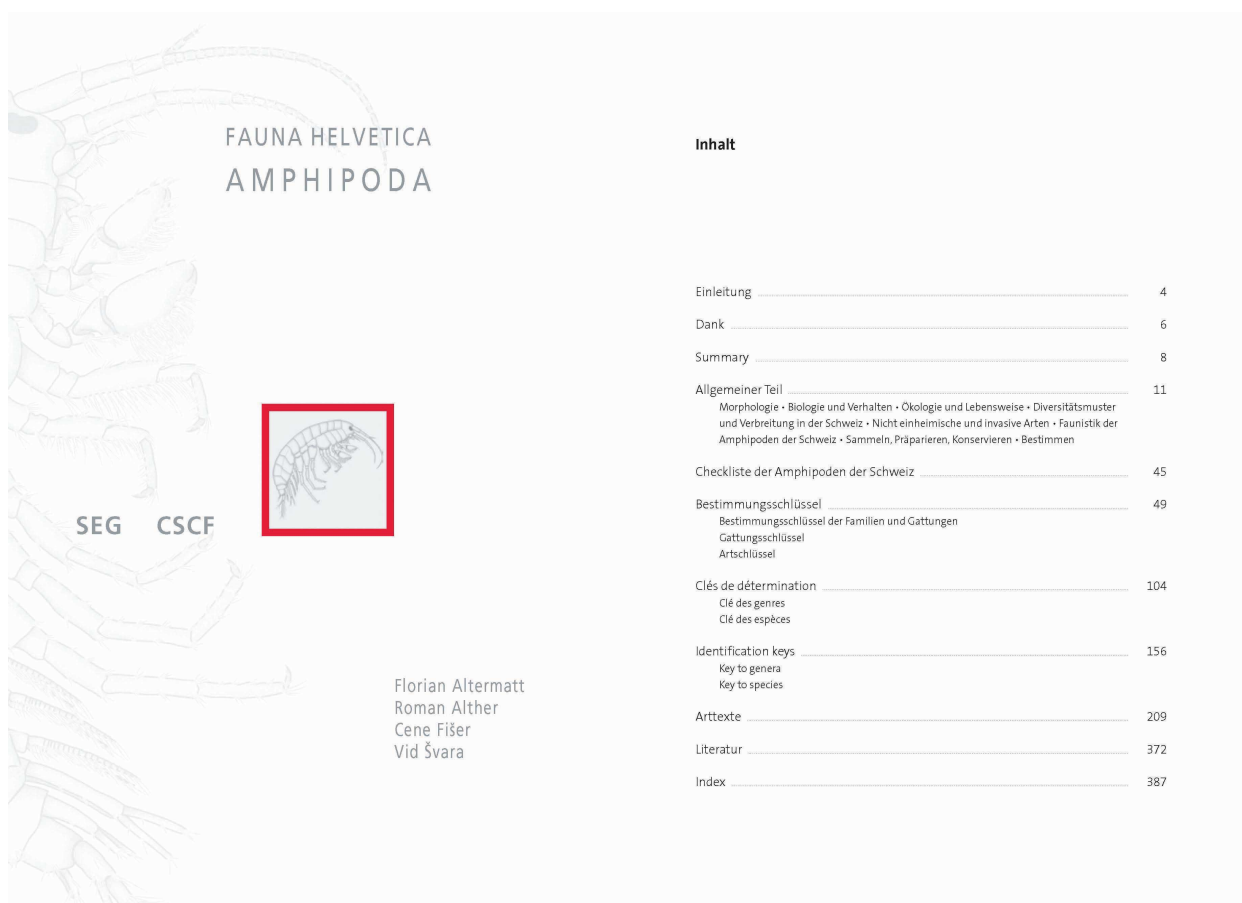 FAUNA HELVETICA
AMPHIPODA
SEG CSCF
Florian Altermatt
Roman Alther
Cene Fišer
Vid Švara
Inhalt
Einleitung 4
Dank 6
Summary 8
Allgemeiner Teil 11
Morphologie • Biologie und Verhalten • Ökologie und Lebensweise • Diversitätsmuster
und Verbreitung in der Schweiz • Nicht einheimische und invasive Arten • Faunistik der
Amphipoden der Schweiz • Sammeln, Präparieren, Konservieren • Bestimmen
Checkliste der Amphipoden der Schweiz 45
Bestimmungsschlüssel 49
Bestimmungsschlüssel der Familien und Gattungen
Gattungsschlüssel
Artschlüssel
Clés de détermination 104
Clé des genres
Clé des espèces
Identification keys 156
Key to genera
Key to species
Arttexte 209
Literatur 372
Index 387